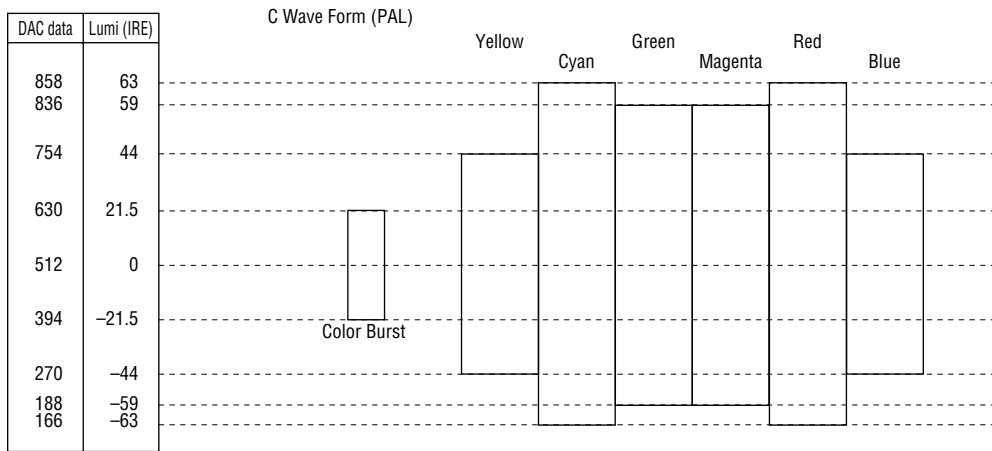 C Wave Form (PAL)
DAC data Lumi (IRE)
Yellow Green Red
Cyan Magenta Blue
858 63
836 59
754 44
630 21.5
512 0
394 –21.5
Color Burst
270 –44
188 –59
166 –63